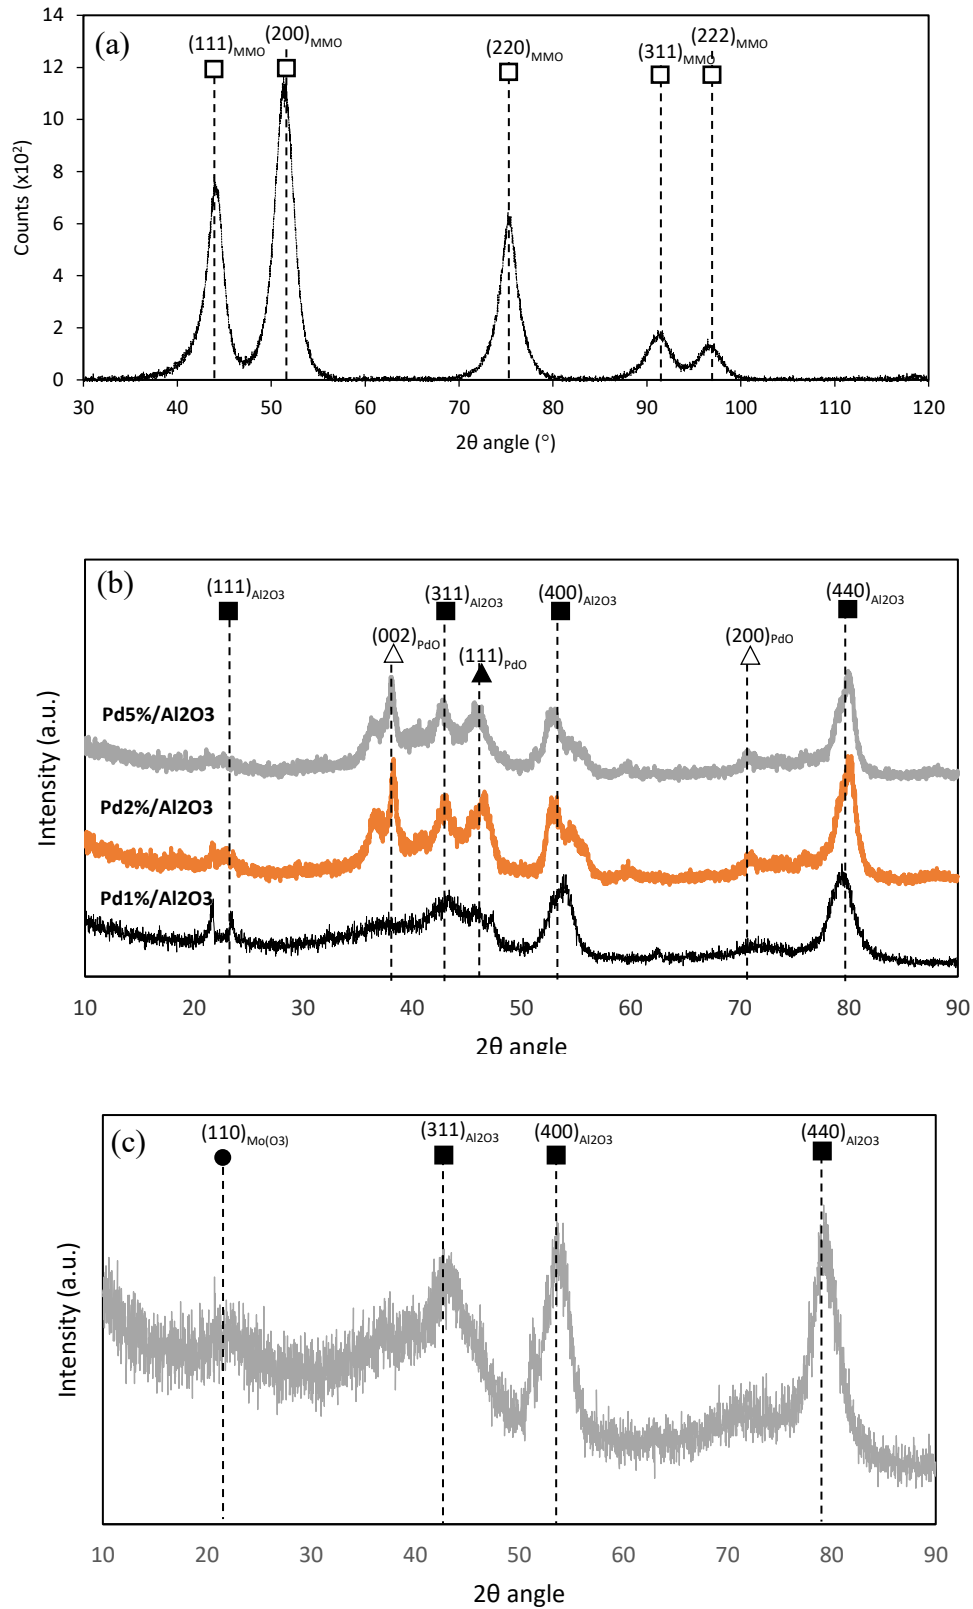 (a)
(111)MMO
(200)MMO
(220)MMO
(311)MMO
(222)MMO
Counts (x10²)
14
12
10
8
6
4
2
0
30 40 50 60 70 80 90 100 110 120
2θ angle (°)
(b)
(111)Al2O3
(002)PdO
(311)Al2O3
(111)PdO
(400)Al2O3
(200)PdO
(440)Al2O3
Pd5%/Al2O3
Pd2%/Al2O3
Pd1%/Al2O3
Intensity (a.u.)
10 20 30 40 50 60 70 80 90
2θ angle
(c)
(110)Mo(O3)
(311)Al2O3
(400)Al2O3
(440)Al2O3
Intensity (a.u.)
10 20 30 40 50 60 70 80 90
2θ angle